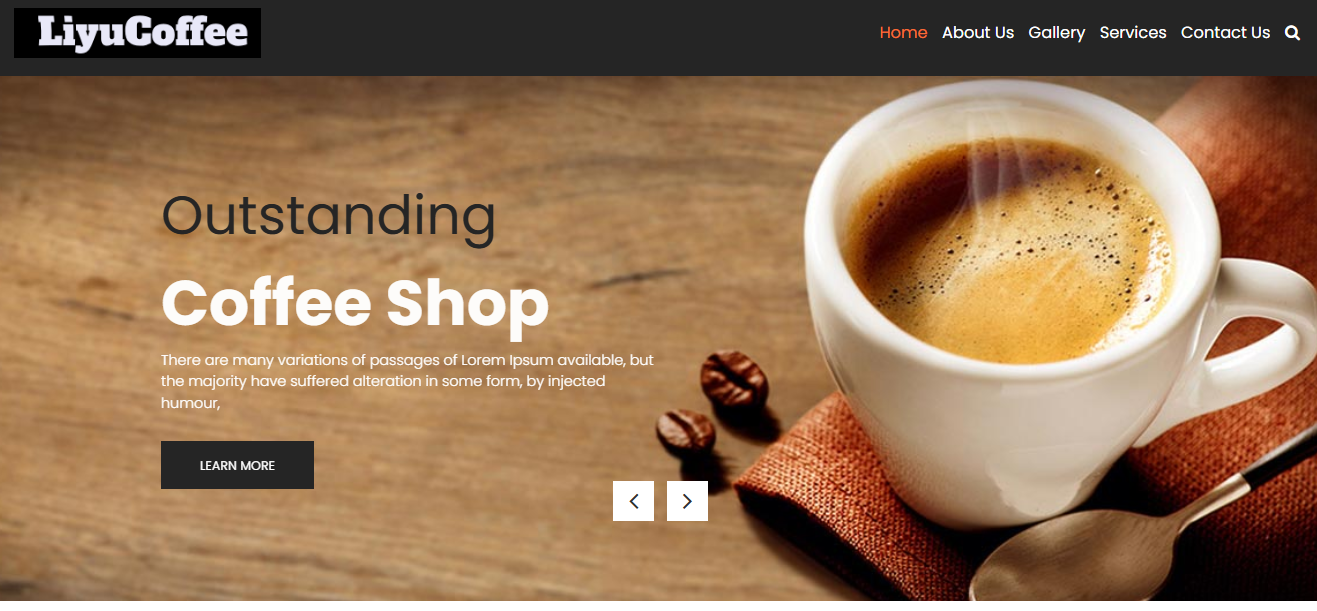 LiyuCoffee
Home About Us Gallery Services Contact Us
Outstanding
Coffee Shop
There are many variations of passages of Lorem Ipsum available, but
the majority have suffered alteration in some form, by injected
humour,
LEARN MORE